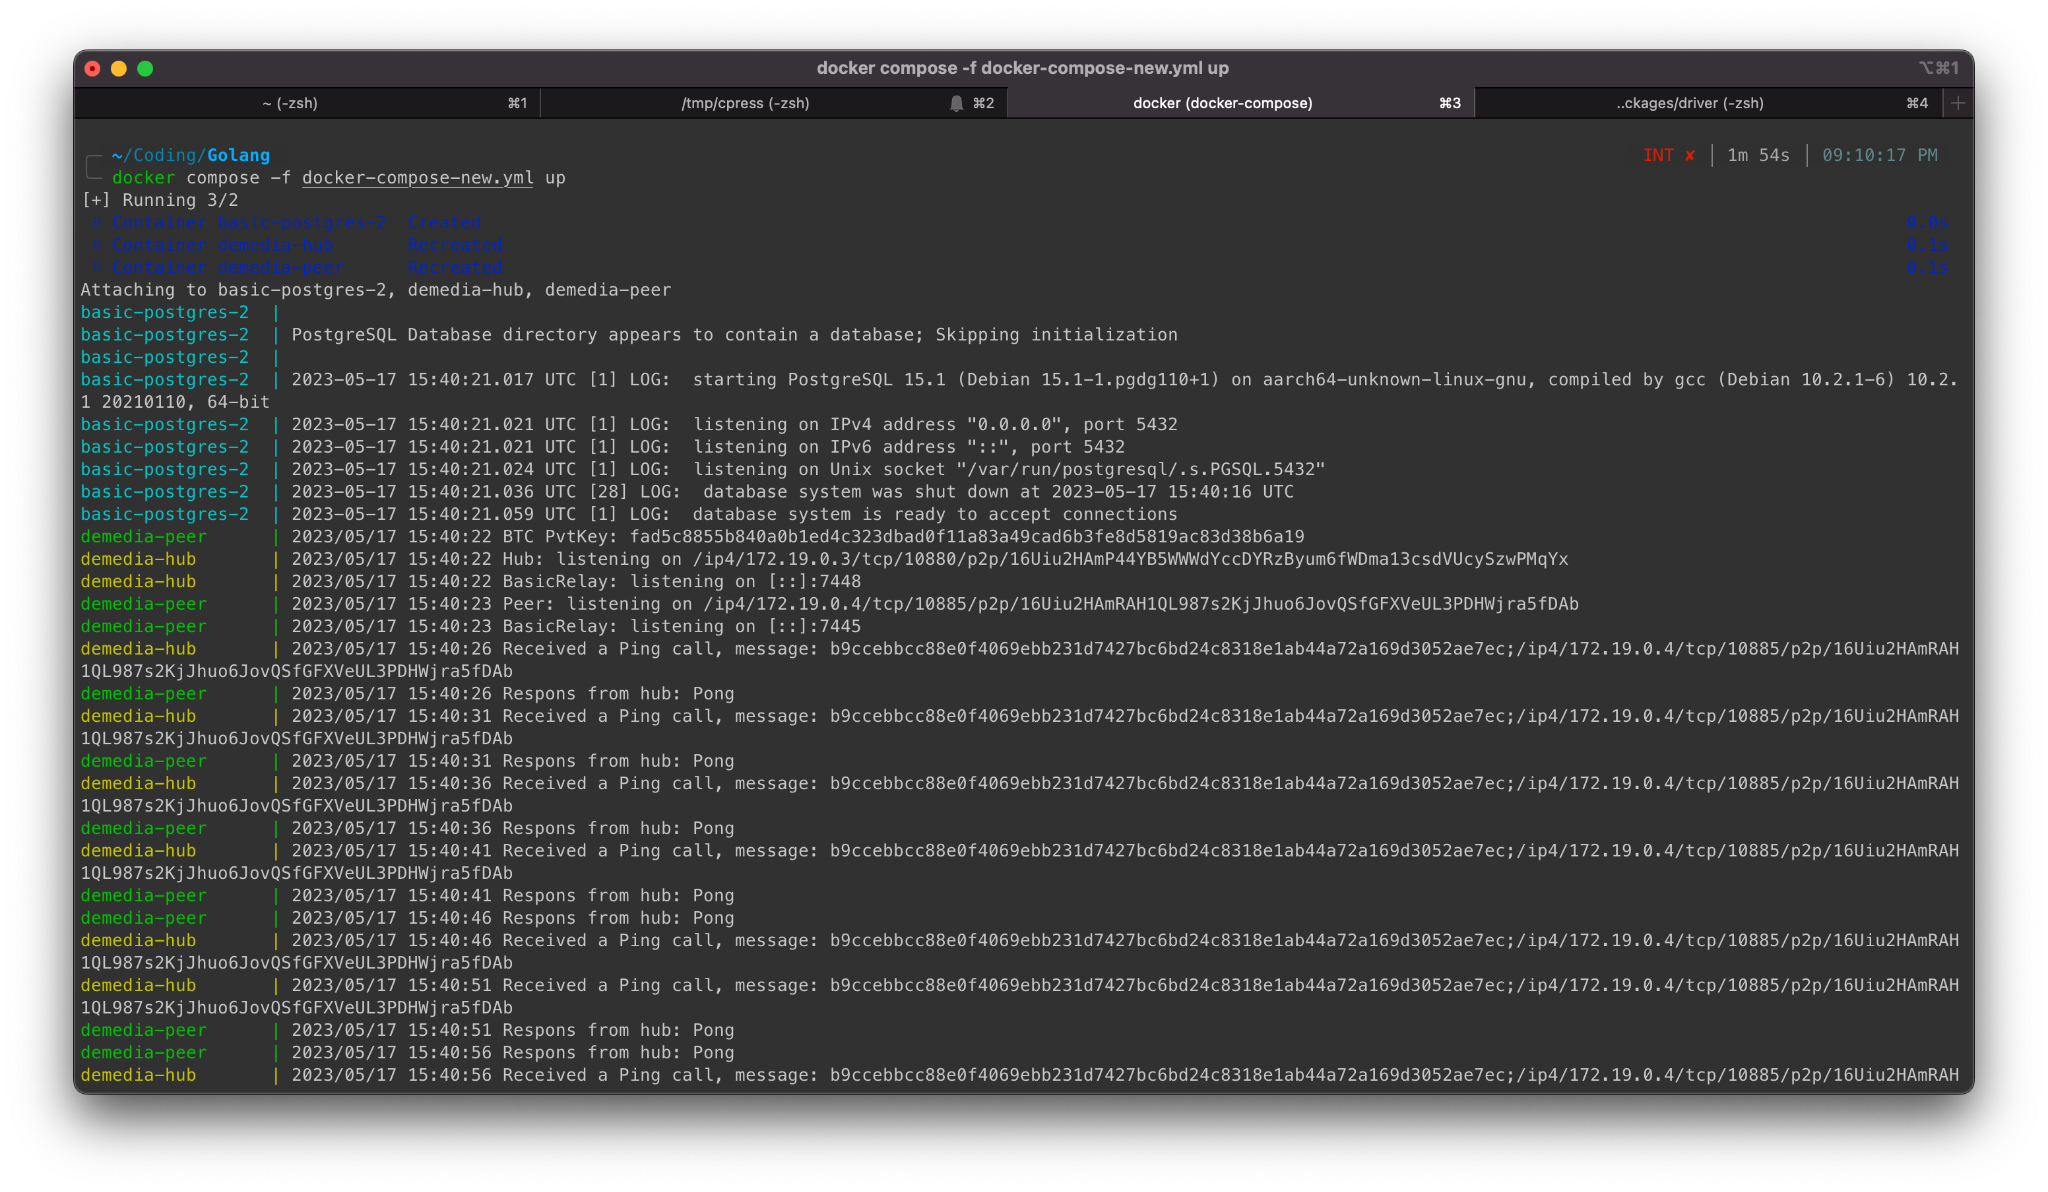 docker compose -f docker-compose-new.yml up
⌥⌘1
~ (-zsh) ⌘1 /tmp/cpress (-zsh) ⌘2 docker (docker-compose) ⌘3 ..ckages/driver (-zsh) ⌘4 +
~/Coding/Golang INT ✘ │ 1m 54s │ 09:10:17 PM
docker compose -f docker-compose-new.yml up
[+] Running 3/2
⠿ Container basic-postgres-2 Created 0.0s
⠿ Container demedia-hub Recreated 0.1s
⠿ Container demedia-peer Recreated 0.1s
Attaching to basic-postgres-2, demedia-hub, demedia-peer
basic-postgres-2 |
basic-postgres-2 | PostgreSQL Database directory appears to contain a database; Skipping initialization
basic-postgres-2 |
basic-postgres-2 | 2023-05-17 15:40:21.017 UTC [1] LOG: starting PostgreSQL 15.1 (Debian 15.1-1.pgdg110+1) on aarch64-unknown-linux-gnu, compiled by gcc (Debian 10.2.1-6) 10.2.
1 20210110, 64-bit
basic-postgres-2 | 2023-05-17 15:40:21.021 UTC [1] LOG: listening on IPv4 address "0.0.0.0", port 5432
basic-postgres-2 | 2023-05-17 15:40:21.021 UTC [1] LOG: listening on IPv6 address "::", port 5432
basic-postgres-2 | 2023-05-17 15:40:21.024 UTC [1] LOG: listening on Unix socket "/var/run/postgresql/.s.PGSQL.5432"
basic-postgres-2 | 2023-05-17 15:40:21.036 UTC [28] LOG: database system was shut down at 2023-05-17 15:40:16 UTC
basic-postgres-2 | 2023-05-17 15:40:21.059 UTC [1] LOG: database system is ready to accept connections
demedia-peer | 2023/05/17 15:40:22 BTC PvtKey: fad5c8855b840a0b1ed4c323dbad0f11a83a49cad6b3fe8d5819ac83d38b6a19
demedia-hub | 2023/05/17 15:40:22 Hub: listening on /ip4/172.19.0.3/tcp/10880/p2p/16Uiu2HAmP44YB5WWWdYccDYRzByum6fWDma13csdVUcySzwPMqYx
demedia-hub | 2023/05/17 15:40:22 BasicRelay: listening on [::]:7448
demedia-peer | 2023/05/17 15:40:23 Peer: listening on /ip4/172.19.0.4/tcp/10885/p2p/16Uiu2HAmRAH1QL987s2KjJhuo6JovQSfGFXVeUL3PDHWjra5fDAb
demedia-peer | 2023/05/17 15:40:23 BasicRelay: listening on [::]:7445
demedia-hub | 2023/05/17 15:40:26 Received a Ping call, message: b9ccebbcc88e0f4069ebb231d7427bc6bd24c8318e1ab44a72a169d3052ae7ec;/ip4/172.19.0.4/tcp/10885/p2p/16Uiu2HAmRAH
1QL987s2KjJhuo6JovQSfGFXVeUL3PDHWjra5fDAb
demedia-peer | 2023/05/17 15:40:26 Respons from hub: Pong
demedia-hub | 2023/05/17 15:40:31 Received a Ping call, message: b9ccebbcc88e0f4069ebb231d7427bc6bd24c8318e1ab44a72a169d3052ae7ec;/ip4/172.19.0.4/tcp/10885/p2p/16Uiu2HAmRAH
1QL987s2KjJhuo6JovQSfGFXVeUL3PDHWjra5fDAb
demedia-peer | 2023/05/17 15:40:31 Respons from hub: Pong
demedia-hub | 2023/05/17 15:40:36 Received a Ping call, message: b9ccebbcc88e0f4069ebb231d7427bc6bd24c8318e1ab44a72a169d3052ae7ec;/ip4/172.19.0.4/tcp/10885/p2p/16Uiu2HAmRAH
1QL987s2KjJhuo6JovQSfGFXVeUL3PDHWjra5fDAb
demedia-peer | 2023/05/17 15:40:36 Respons from hub: Pong
demedia-hub | 2023/05/17 15:40:41 Received a Ping call, message: b9ccebbcc88e0f4069ebb231d7427bc6bd24c8318e1ab44a72a169d3052ae7ec;/ip4/172.19.0.4/tcp/10885/p2p/16Uiu2HAmRAH
1QL987s2KjJhuo6JovQSfGFXVeUL3PDHWjra5fDAb
demedia-peer | 2023/05/17 15:40:41 Respons from hub: Pong
demedia-peer | 2023/05/17 15:40:46 Respons from hub: Pong
demedia-hub | 2023/05/17 15:40:46 Received a Ping call, message: b9ccebbcc88e0f4069ebb231d7427bc6bd24c8318e1ab44a72a169d3052ae7ec;/ip4/172.19.0.4/tcp/10885/p2p/16Uiu2HAmRAH
1QL987s2KjJhuo6JovQSfGFXVeUL3PDHWjra5fDAb
demedia-hub | 2023/05/17 15:40:51 Received a Ping call, message: b9ccebbcc88e0f4069ebb231d7427bc6bd24c8318e1ab44a72a169d3052ae7ec;/ip4/172.19.0.4/tcp/10885/p2p/16Uiu2HAmRAH
1QL987s2KjJhuo6JovQSfGFXVeUL3PDHWjra5fDAb
demedia-peer | 2023/05/17 15:40:51 Respons from hub: Pong
demedia-peer | 2023/05/17 15:40:56 Respons from hub: Pong
demedia-hub | 2023/05/17 15:40:56 Received a Ping call, message: b9ccebbcc88e0f4069ebb231d7427bc6bd24c8318e1ab44a72a169d3052ae7ec;/ip4/172.19.0.4/tcp/10885/p2p/16Uiu2HAmRAH